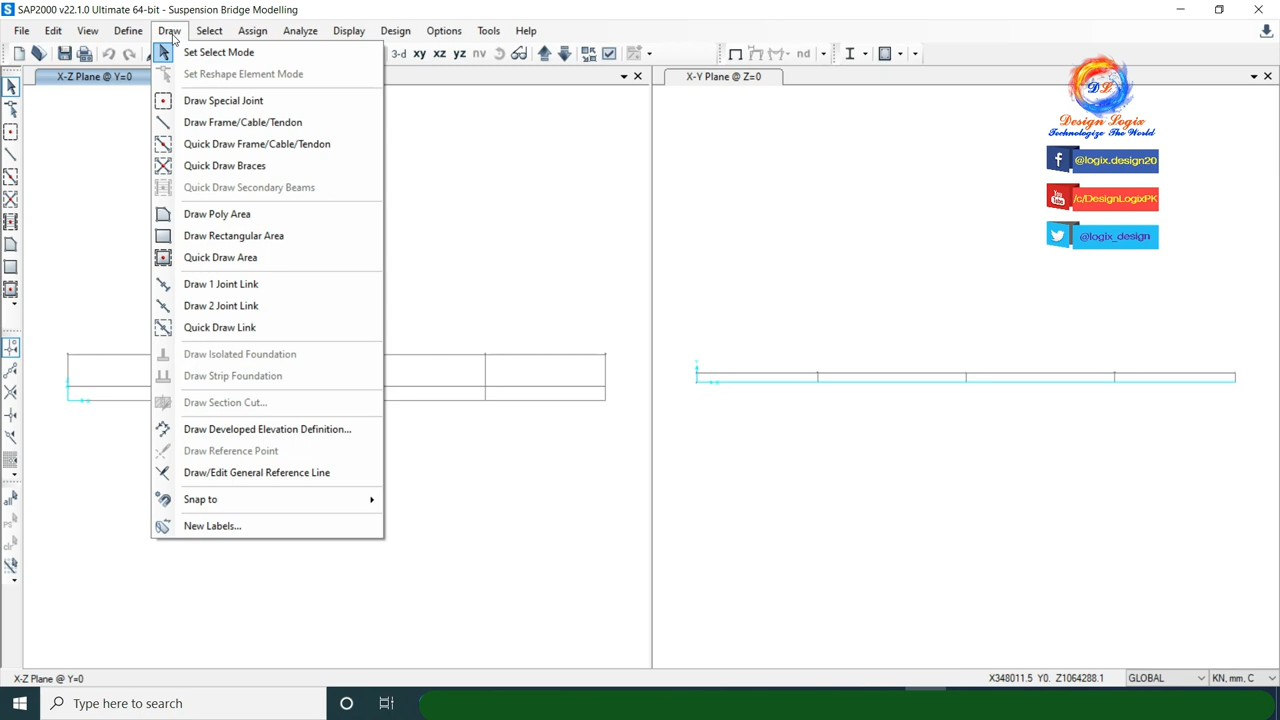 SAP2000 v22.1.0 Ultimate 64-bit - Suspension Bridge Modelling
File Edit View Define Draw Select Assign Analyze Display Design Options Tools Help
3-d xy xz yz nv nd
X-Z Plane @ Y=0
X-Y Plane @ Z=0
Set Select Mode
Set Reshape Element Mode
Draw Special Joint
Draw Frame/Cable/Tendon
Quick Draw Frame/Cable/Tendon
Quick Draw Braces
Quick Draw Secondary Beams
Draw Poly Area
Draw Rectangular Area
Quick Draw Area
Draw 1 Joint Link
Draw 2 Joint Link
Quick Draw Link
Draw Isolated Foundation
Draw Strip Foundation
Draw Section Cut...
Draw Developed Elevation Definition...
Draw Reference Point
Draw/Edit General Reference Line
Snap to
New Labels...
all
ps
clr
DL
Design Logix
Technologize The World
f @logix.design20
You Tube /c/DesignLogixPK
@logix_design
X-Z Plane @ Y=0
X348011.5 Y0. Z1064288.1
GLOBAL
KN, mm, C
Type here to search